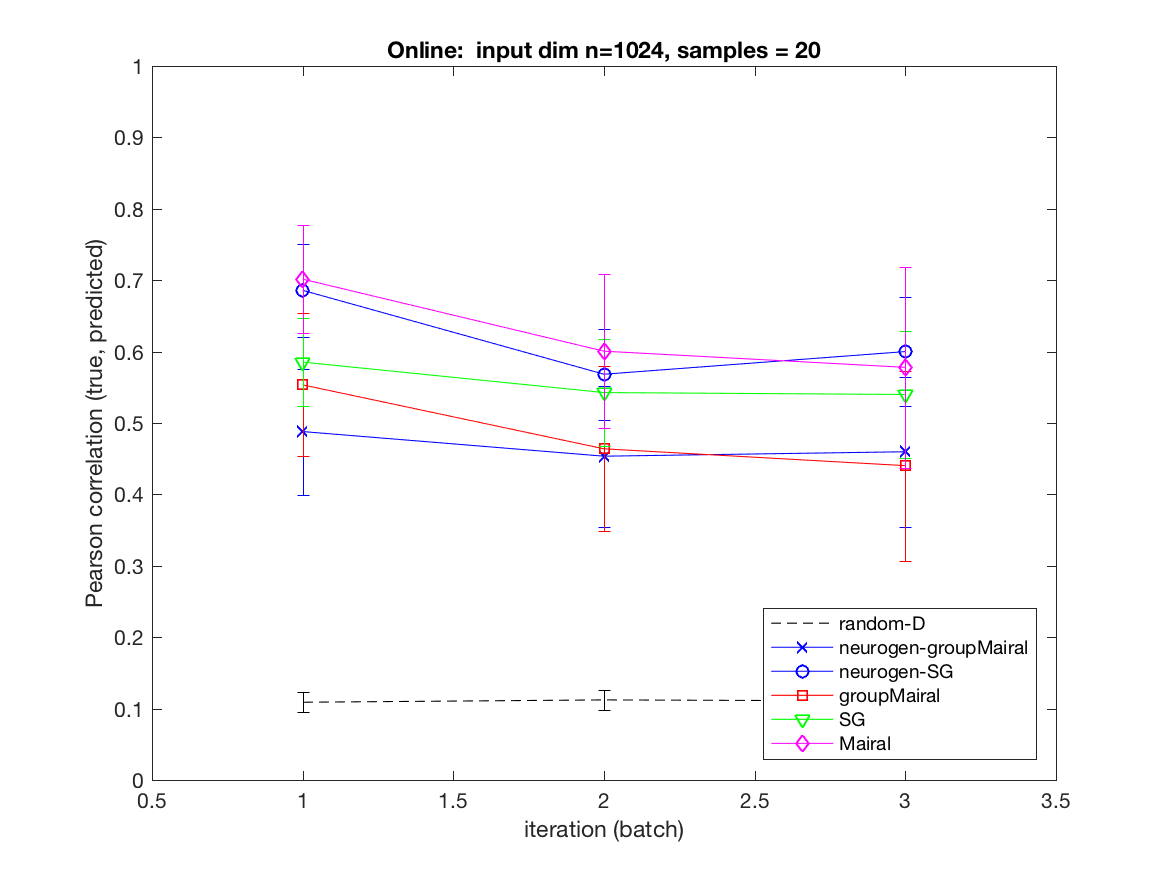 Online:  input dim n=1024, samples = 20
Pearson correlation (true, predicted)
1
0.9
0.8
0.7
0.6
0.5
0.4
0.3
0.2
0.1
0
random-D
neurogen-groupMairal
neurogen-SG
groupMairal
SG
Mairal
0.5 1 1.5 2 2.5 3 3.5
iteration (batch)